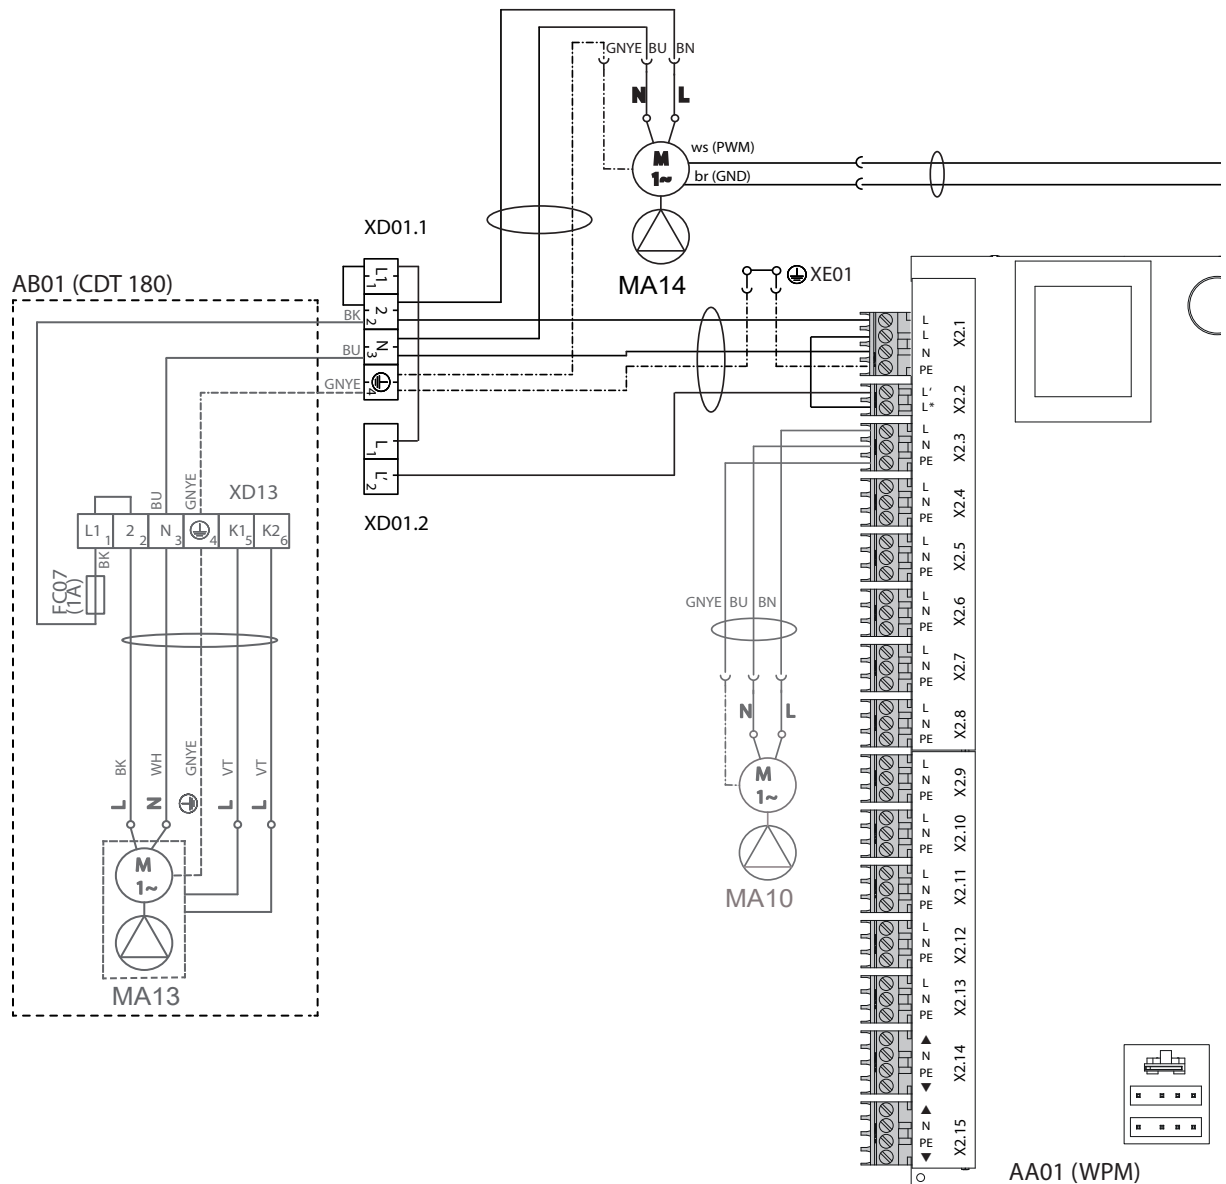 GNYE BU BN
N L
ws (PWM)
M
1~
br (GND)
MA14
XD01.1
L1 1
2 2
N 3
4
XE01
AB01 (CDT 180)
BK
BU
GNYE
L 1
L' 2
XD01.2
BU
GNYE
XD13
L1 1
2 2
N 3
4
K1 5
K2 6
BK
FC07
(1A)
BK
WH
GNYE
VT
VT
L
N
L
L
M
1~
MA13
GNYE BU BN
N L
M
1~
MA10
L
L
N
PE
X2.1
L'
L*
X2.2
L
N
PE
X2.3
L
N
PE
X2.4
L
N
PE
X2.5
L
N
PE
X2.6
L
N
PE
X2.7
L
N
PE
X2.8
L
N
PE
X2.9
L
N
PE
X2.10
L
N
PE
X2.11
L
N
PE
X2.12
L
N
PE
X2.13
▲
N
PE
▼
X2.14
▲
N
PE
▼
X2.15
AA01 (WPM)